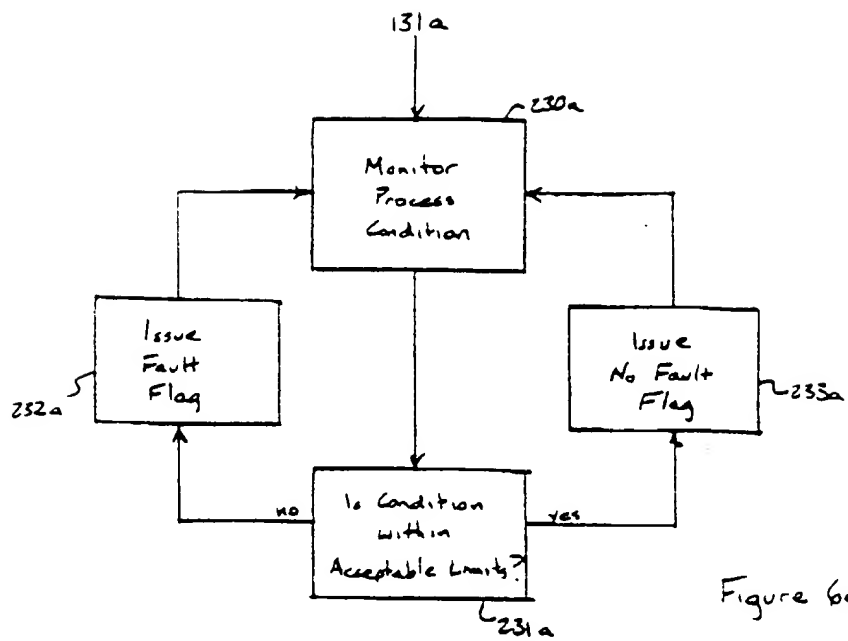 131a
230a
Monitor
Process
Condition
Issue
Fault
Flag
232a
Issue
No Fault
Flag
233a
no
Is Condition
within
Acceptable Limits?
yes
231a
Figure 6a